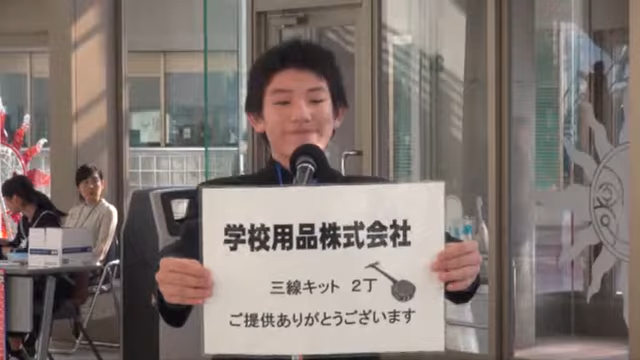 学校用品株式会社
三線キット 2丁
ご提供ありがとうございます